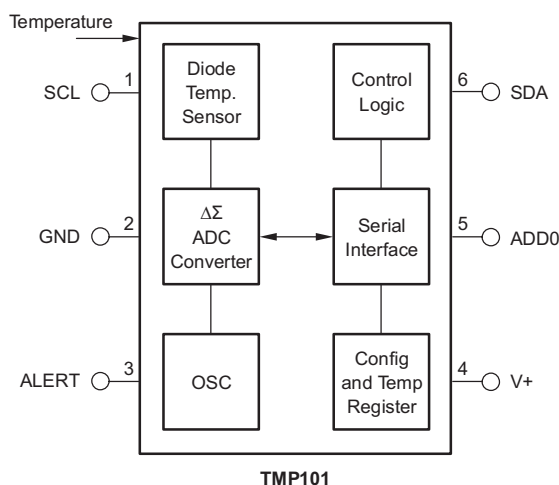 Temperature
1
SCL
Diode
Temp.
Sensor
Control
Logic
6
SDA
2
GND
ΔΣ
ADC
Converter
Serial
Interface
5
ADD0
3
ALERT
OSC
Config
and Temp
Register
4
V+
TMP101